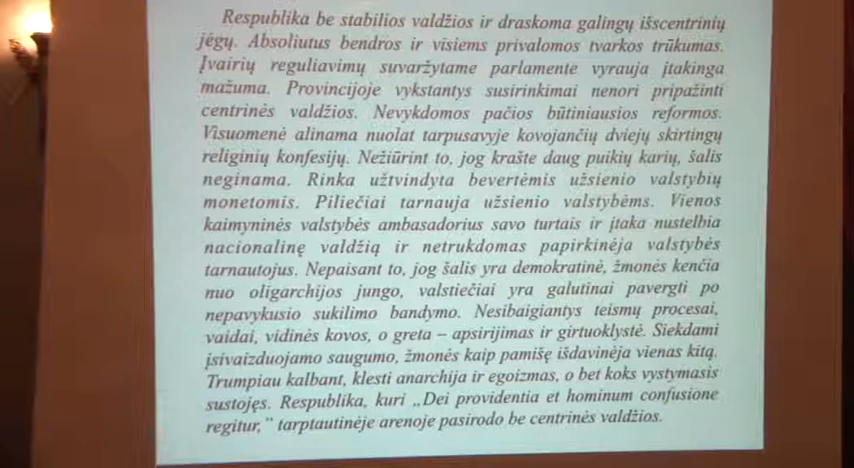 Respublika be stabilios valdžios ir draskoma galingų išscentrinių
jėgų. Absoliutus bendros ir visiems privalomos tvarkos trūkumas.
Įvairių reguliavimų suvaržytame parlamente vyrauja įtakinga
mažuma. Provincijoje vykstantys susirinkimai nenori pripažinti
centrinės valdžios. Nevykdomos pačios būtiniausios reformos.
Visuomenė alinama nuolat tarpusavyje kovojančių dviejų skirtingų
religinių konfesijų. Nežiūrint to, jog krašte daug puikių karių, šalis
neginama. Rinka užtvindyta bevertėmis užsienio valstybių
monetomis. Piliečiai tarnauja užsienio valstybėms. Vienos
kaimyninės valstybės ambasadorius savo turtais ir įtaka nustelbia
nacionalinę valdžią ir netrukdomas papirkinėja valstybės
tarnautojus. Nepaisant to, jog šalis yra demokratinė, žmonės kenčia
nuo oligarchijos jungo, valstiečiai yra galutinai pavergti po
nepavykusio sukilimo bandymo. Nesibaigiantys teismų procesai,
vaidai, vidinės kovos, o greta – apsirijimas ir girtuoklystė. Siekdami
įsivaizduojamo saugumo, žmonės kaip pamišę išdavinėja vienas kitą.
Trumpiau kalbant, klesti anarchija ir egoizmas, o bet koks vystymasis
sustojęs. Respublika, kuri „Dei providentia et hominum confusione
regitur,” tarptautinėje arenoje pasirodo be centrinės valdžios.